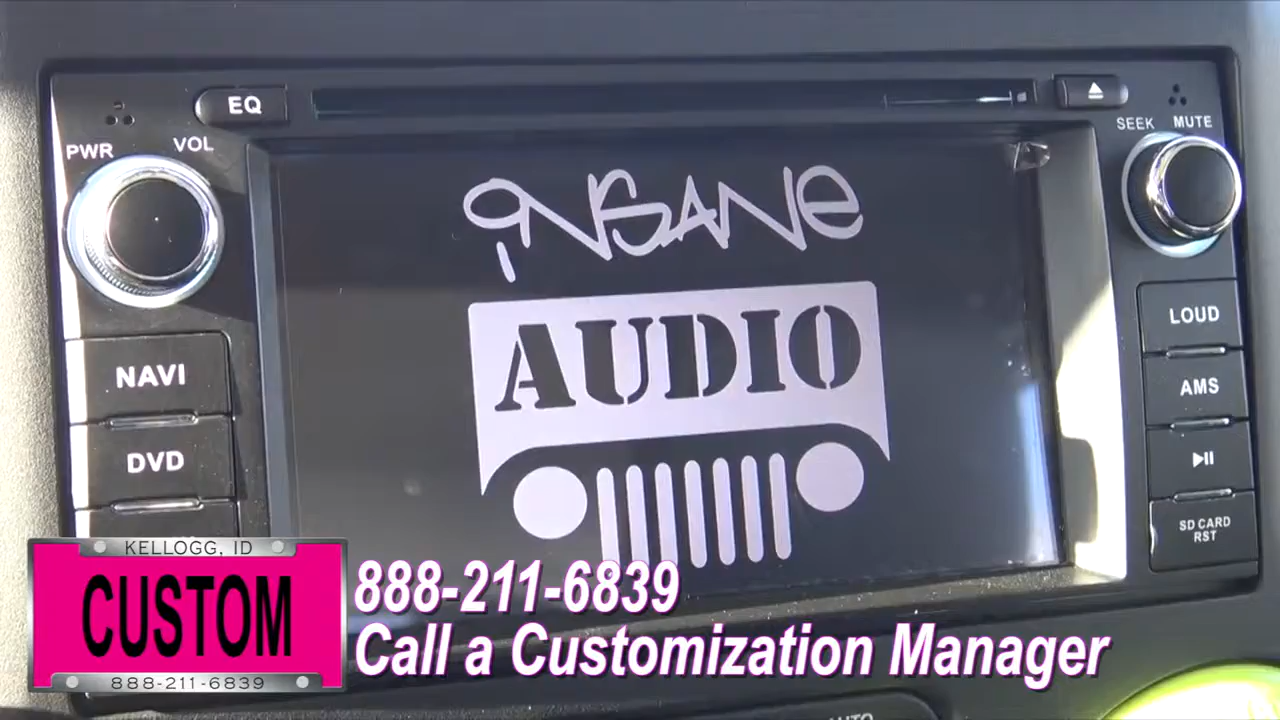 EQ
PWR
VOL
SEEK
MUTE
iNSANE
AUDIO
NAVI
DVD
LOUD
AMS
SD CARD
RST
KELLOGG, ID
CUSTOM
888-211-6839
888-211-6839
Call a Customization Manager
AUTO